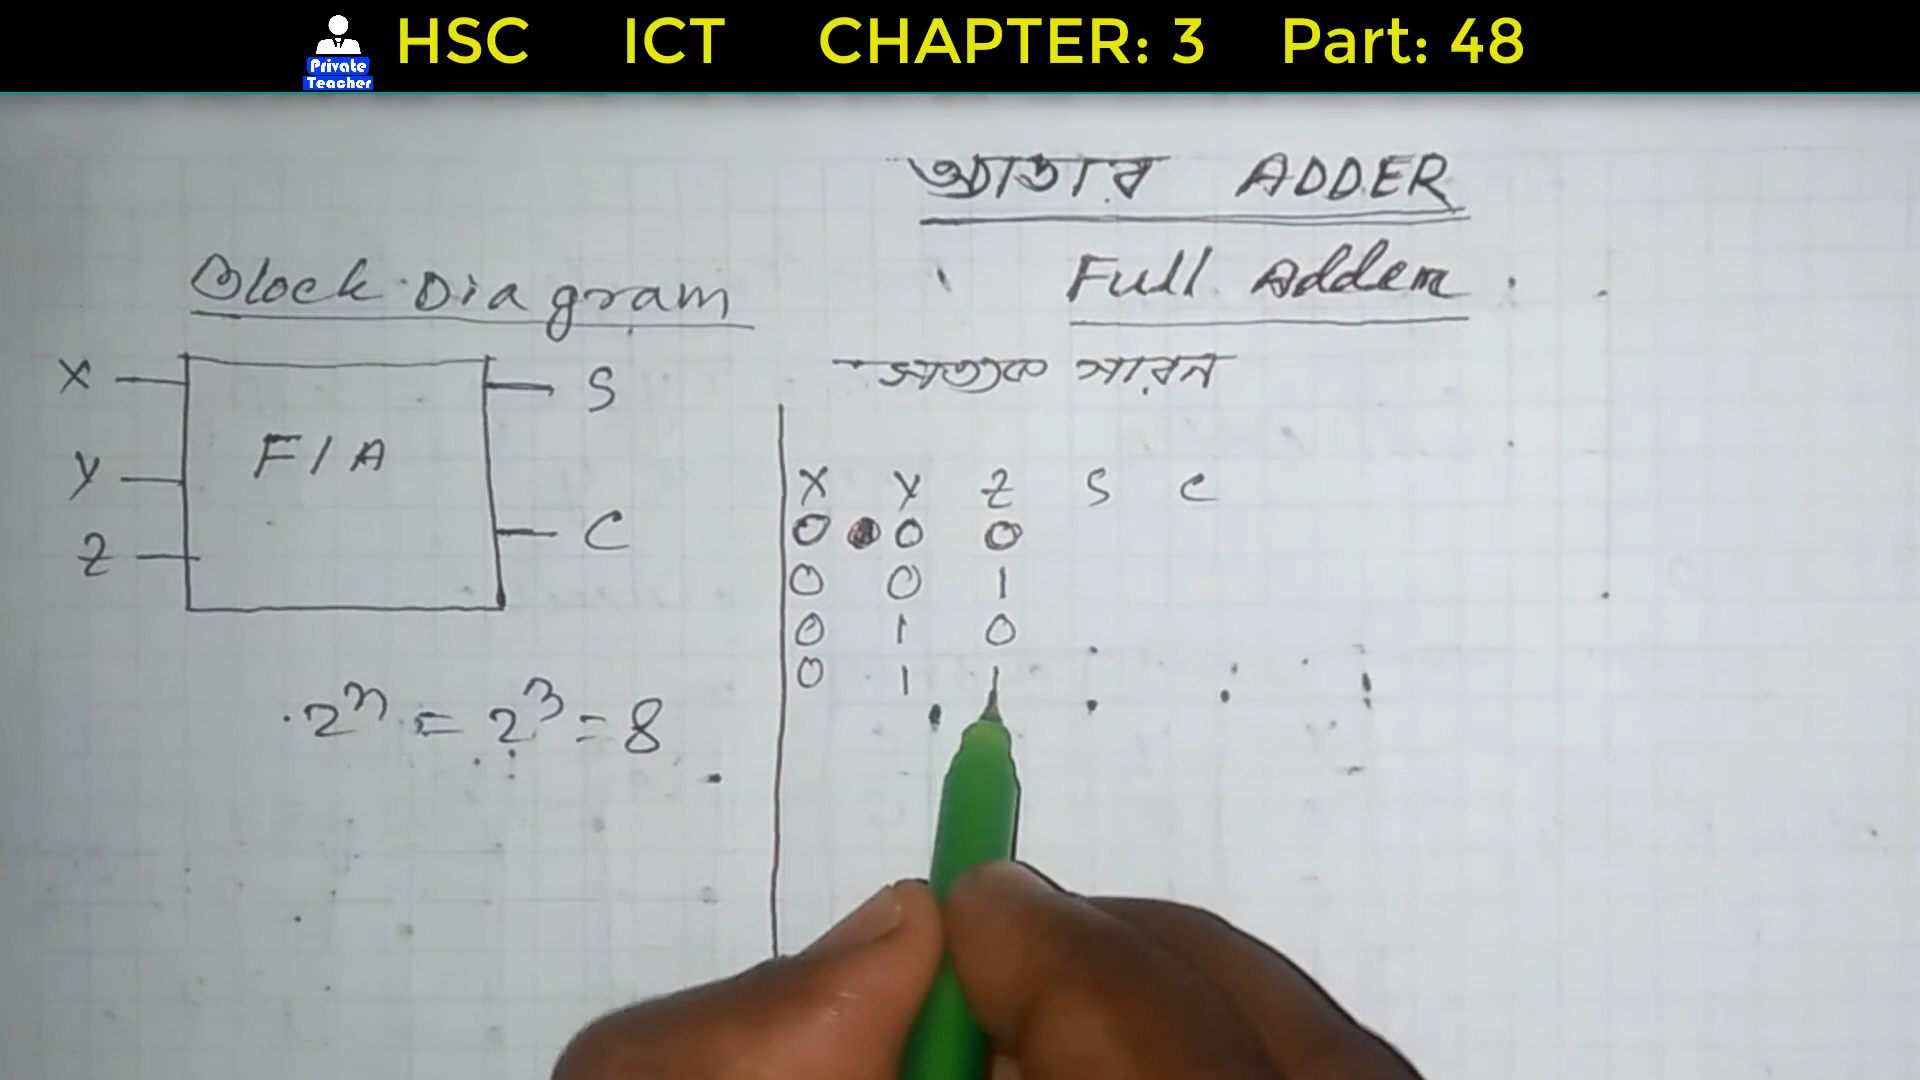 HSC ICT CHAPTER: 3 Part: 48
Private
Teacher
অ্যাডার ADDER
Full Adder
Block Diagram
X
Y
Z
F/A
S
C
2ⁿ = 2³ = 8
সত্যক সারনি
X Y Z S C
0 0 0
0 0 1
0 1 0
0 1 1